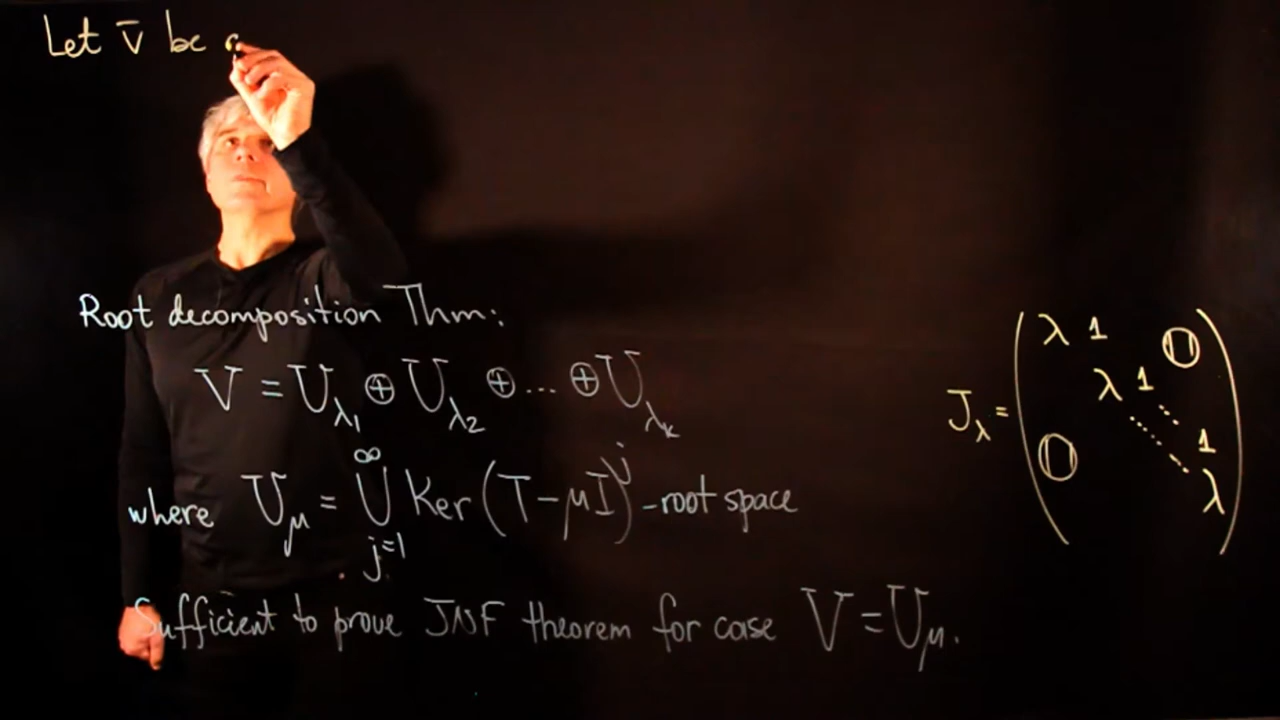 Let v̄ be
Root decomposition Thm:
V = U_λ₁ ⊕ U_λ₂ ⊕ ... ⊕ U_λₖ
where U_μ = ∪_{j=1}^{∞} Ker (T - μI)^j - root space
J_λ = ( λ 1 0
λ 1
0 1
λ )
Sufficient to prove JNF theorem for case V = U_μ.